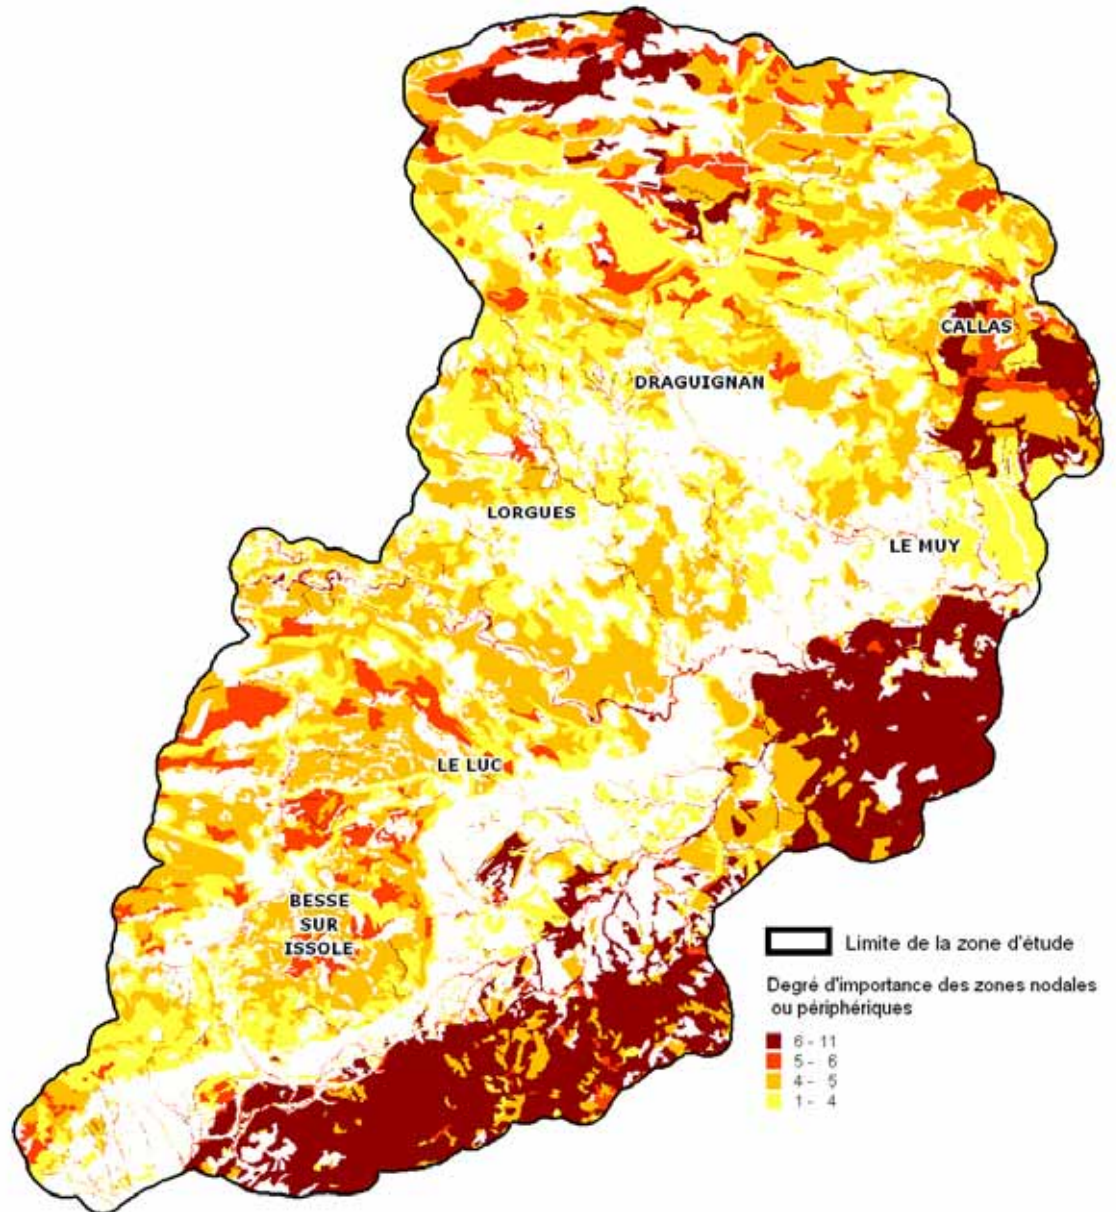 CALLAS
DRAGUIGNAN
LORGUES
LE MUY
LE LUC
BESSE
SUR
ISSOLE
Limite de la zone d'étude
Degré d'importance des zones nodales
ou périphériques
6 - 11
5 - 6
4 - 5
1 - 4